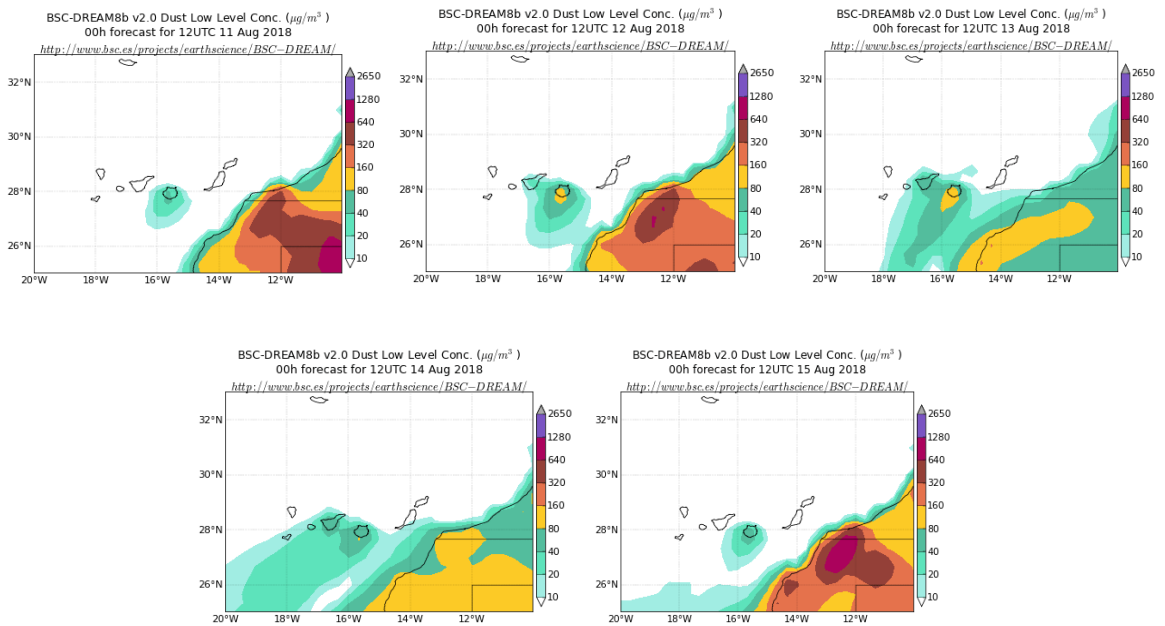 BSC-DREAM8b v2.0 Dust Low Level Conc. (μg/m³ )
00h forecast for 12UTC 11 Aug 2018
http://www.bsc.es/projects/earthscience/BSC−DREAM/
32°N
30°N
28°N
26°N
20°W 18°W 16°W 14°W 12°W
2650
1280
640
320
160
80
40
20
10
BSC-DREAM8b v2.0 Dust Low Level Conc. (μg/m³ )
00h forecast for 12UTC 12 Aug 2018
http://www.bsc.es/projects/earthscience/BSC−DREAM/
32°N
30°N
28°N
26°N
20°W 18°W 16°W 14°W 12°W
2650
1280
640
320
160
80
40
20
10
BSC-DREAM8b v2.0 Dust Low Level Conc. (μg/m³ )
00h forecast for 12UTC 13 Aug 2018
http://www.bsc.es/projects/earthscience/BSC−DREAM/
32°N
30°N
28°N
26°N
20°W 18°W 16°W 14°W 12°W
2650
1280
640
320
160
80
40
20
10
BSC-DREAM8b v2.0 Dust Low Level Conc. (μg/m³ )
00h forecast for 12UTC 14 Aug 2018
http://www.bsc.es/projects/earthscience/BSC−DREAM/
32°N
30°N
28°N
26°N
20°W 18°W 16°W 14°W 12°W
2650
1280
640
320
160
80
40
20
10
BSC-DREAM8b v2.0 Dust Low Level Conc. (μg/m³ )
00h forecast for 12UTC 15 Aug 2018
http://www.bsc.es/projects/earthscience/BSC−DREAM/
32°N
30°N
28°N
26°N
20°W 18°W 16°W 14°W 12°W
2650
1280
640
320
160
80
40
20
10